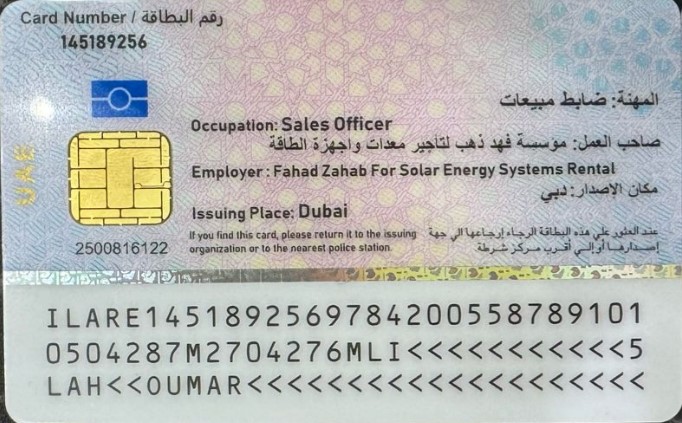 Card Number / رقم البطاقة
145189256
المهنة: ضابط مبيعات
Occupation: Sales Officer
صاحب العمل: مؤسسة فهد ذهب لتأجير معدات واجهزة الطاقة
Employer : Fahad Zahab For Solar Energy Systems Rental
مكان الاصدار: دبي
Issuing Place: Dubai
UAE
If you find this card, please return it to the issuing organization or to the nearest police station.
عند العثور على هذه البطاقة الرجاء إرجاعها الى جهة
إصدارها أو إلى أقرب مركز شرطة
2500816122
ILARE1451892569784200558789101
0504287M2704276MLI<<<<<<<<<<<5
LAH<<OUMAR<<<<<<<<<<<<<<<<<<<<